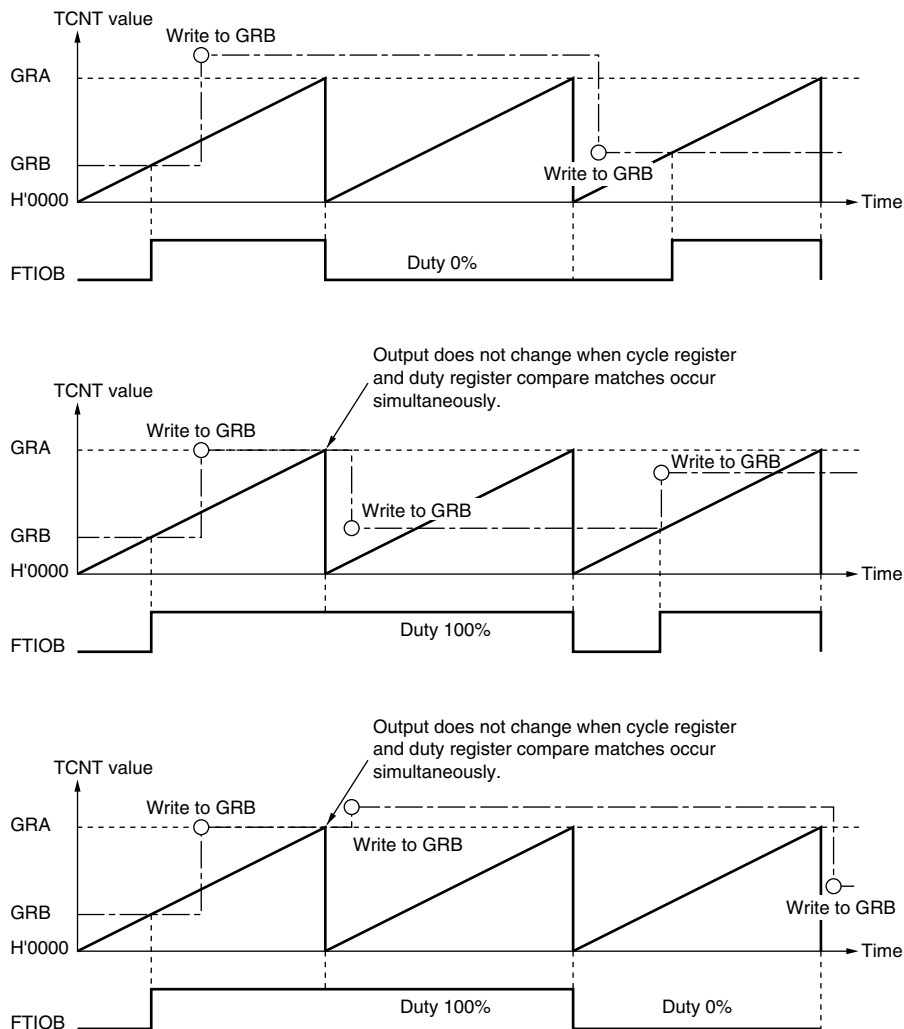 TCNT value
Write to GRB
GRA
GRB
Write to GRB
H'0000
Time
Duty 0%
FTIOB
Output does not change when cycle register
and duty register compare matches occur
simultaneously.
TCNT value
Write to GRB
GRA
Write to GRB
Write to GRB
GRB
H'0000
Time
Duty 100%
FTIOB
Output does not change when cycle register
and duty register compare matches occur
simultaneously.
TCNT value
Write to GRB
GRA
Write to GRB
GRB
Write to GRB
H'0000
Time
Duty 100%
Duty 0%
FTIOB